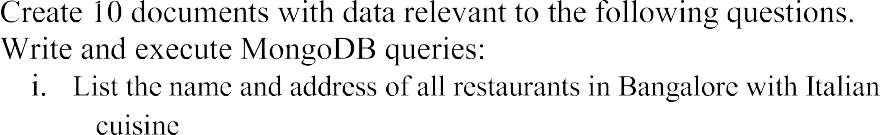 Create 10 documents with data relevant to the following questions.
Write and execute MongoDB queries:
i. List the name and address of all restaurants in Bangalore with Italian
cuisine